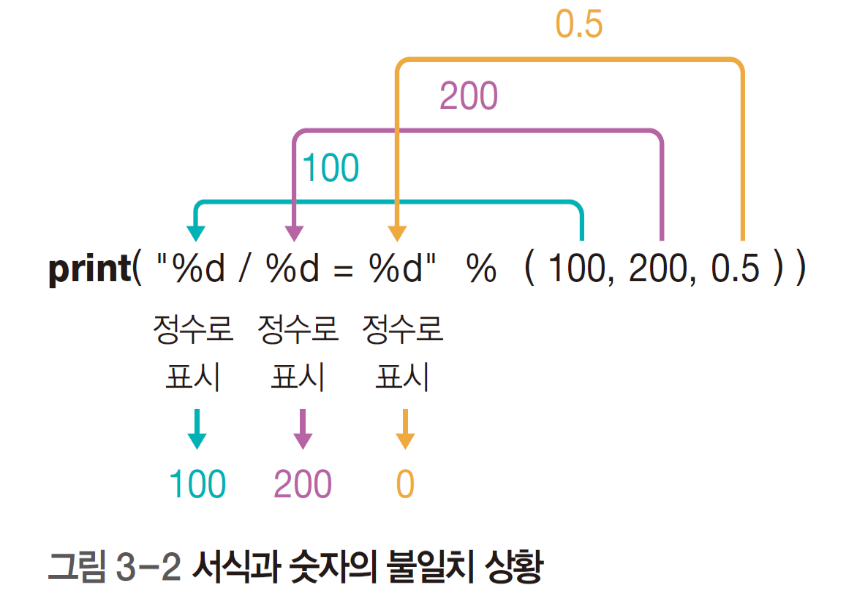 0.5
200
100
print( "%d / %d = %d" % ( 100, 200, 0.5 ) )
정수로 정수로 정수로
표시 표시 표시
100 200 0
그림 3-2 서식과 숫자의 불일치 상황